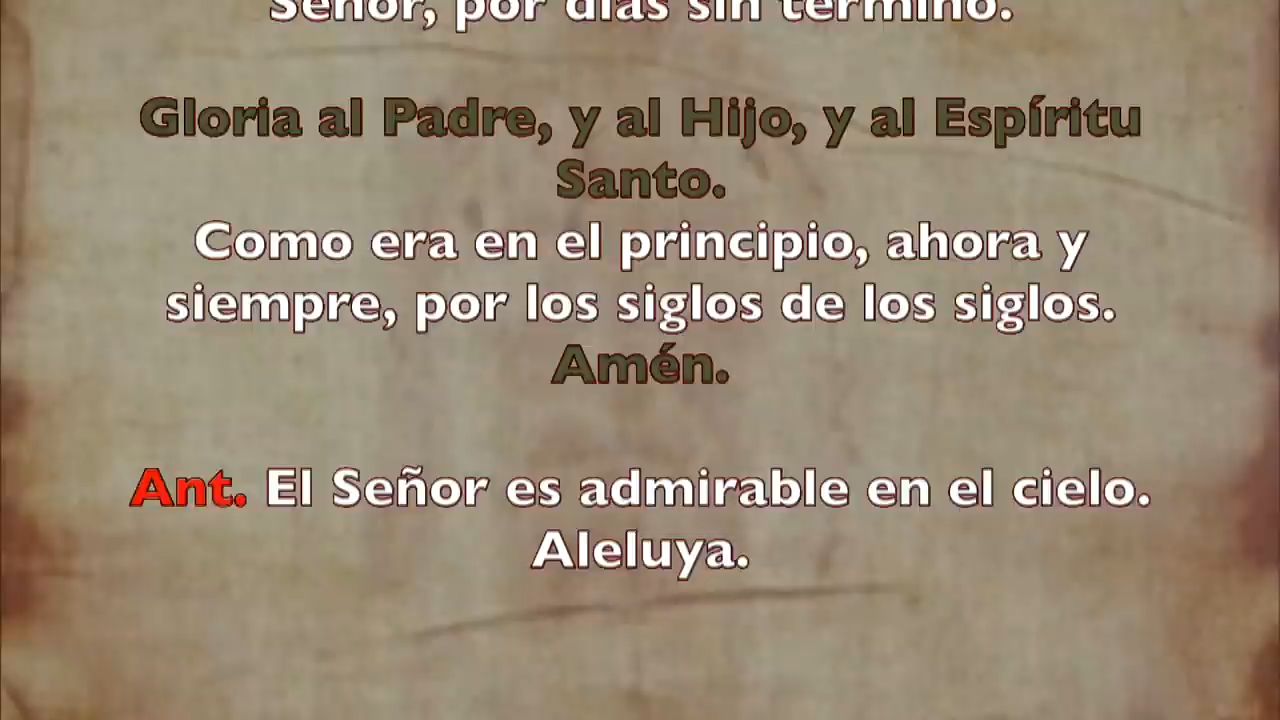 Señor, por días sin término.
Gloria al Padre, y al Hijo, y al Espíritu
Santo.
Como era en el principio, ahora y
siempre, por los siglos de los siglos.
Amén.
Ant. El Señor es admirable en el cielo.
Aleluya.